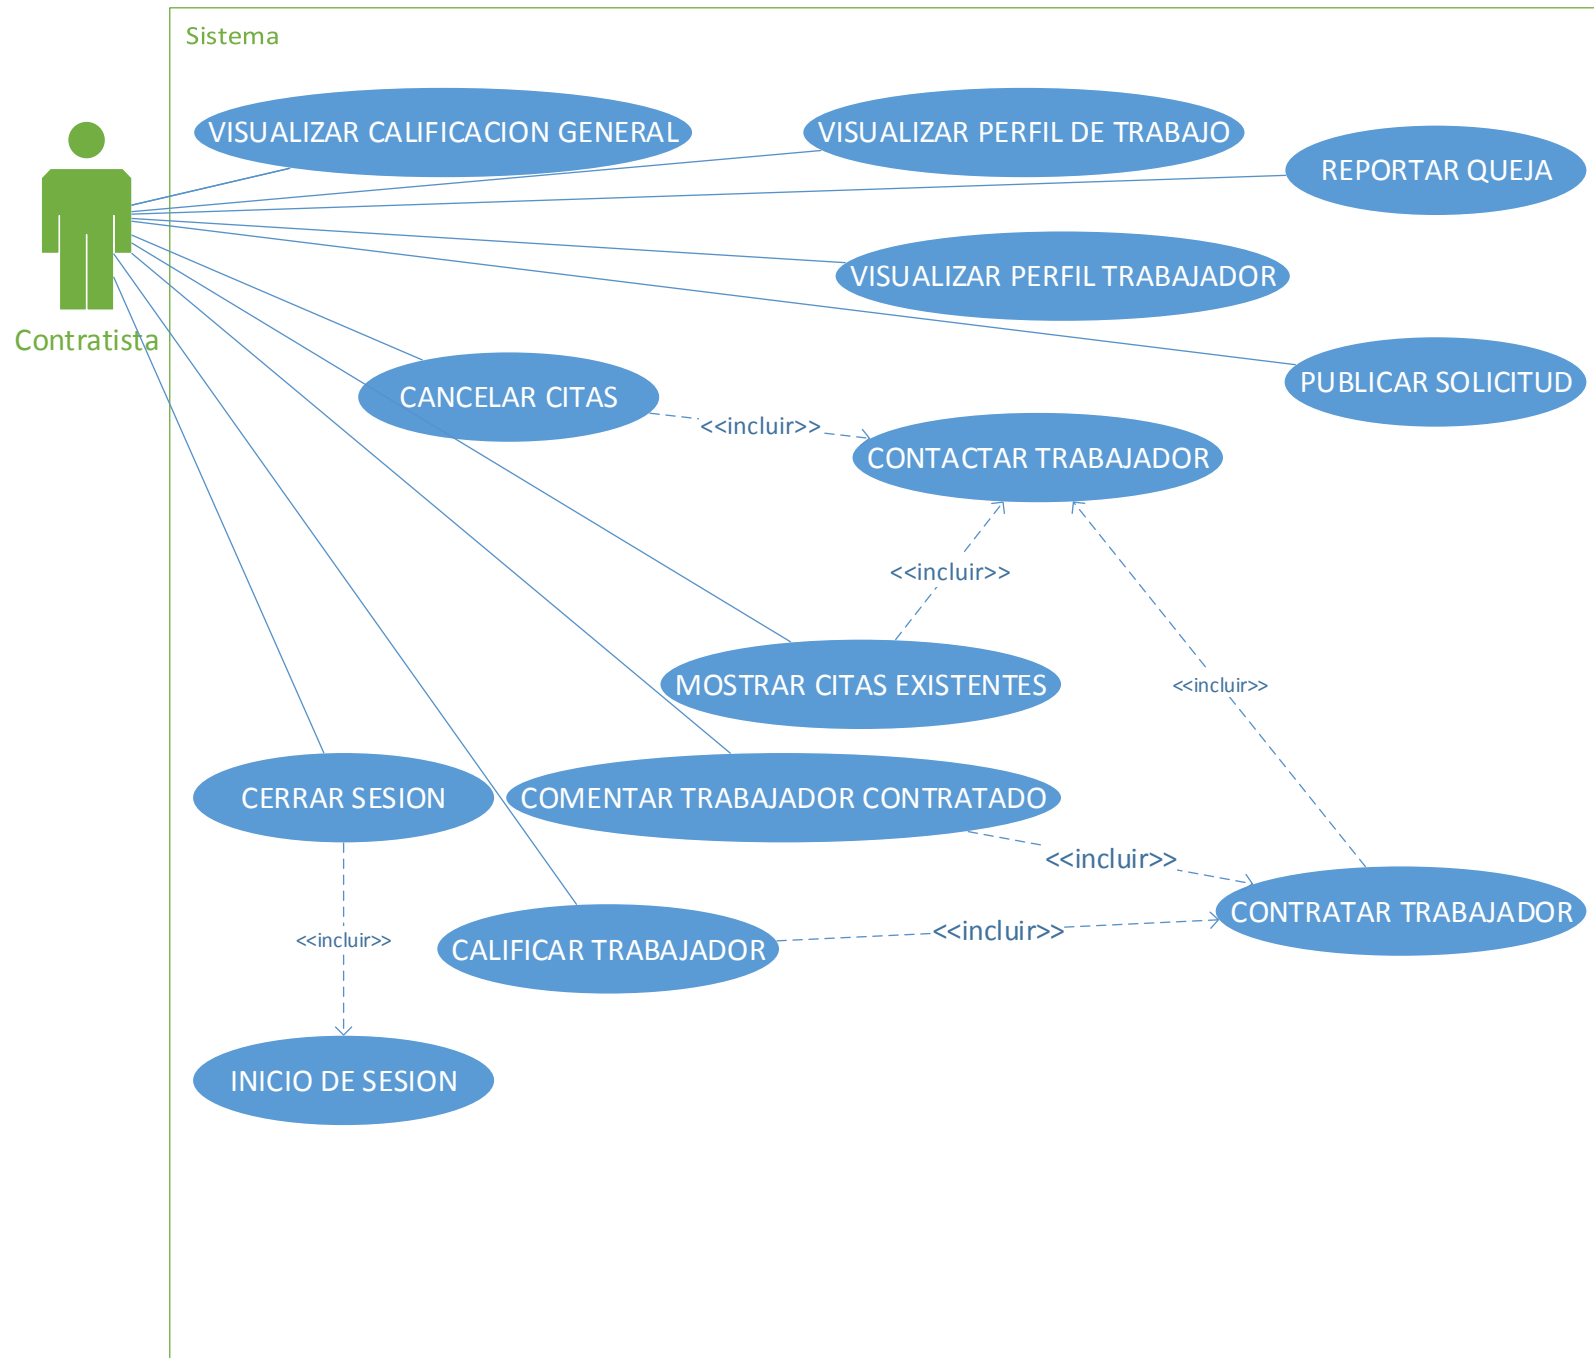 Sistema
VISUALIZAR CALIFICACION GENERAL
VISUALIZAR PERFIL DE TRABAJO
REPORTAR QUEJA
VISUALIZAR PERFIL TRABAJADOR
Contratista
CANCELAR CITAS
PUBLICAR SOLICITUD
<<incluir>>
CONTACTAR TRABAJADOR
<<incluir>>
MOSTRAR CITAS EXISTENTES
<<incluir>>
CERRAR SESION
COMENTAR TRABAJADOR CONTRATADO
<<incluir>>
CONTRATAR TRABAJADOR
<<incluir>>
<<incluir>>
CALIFICAR TRABAJADOR
INICIO DE SESION